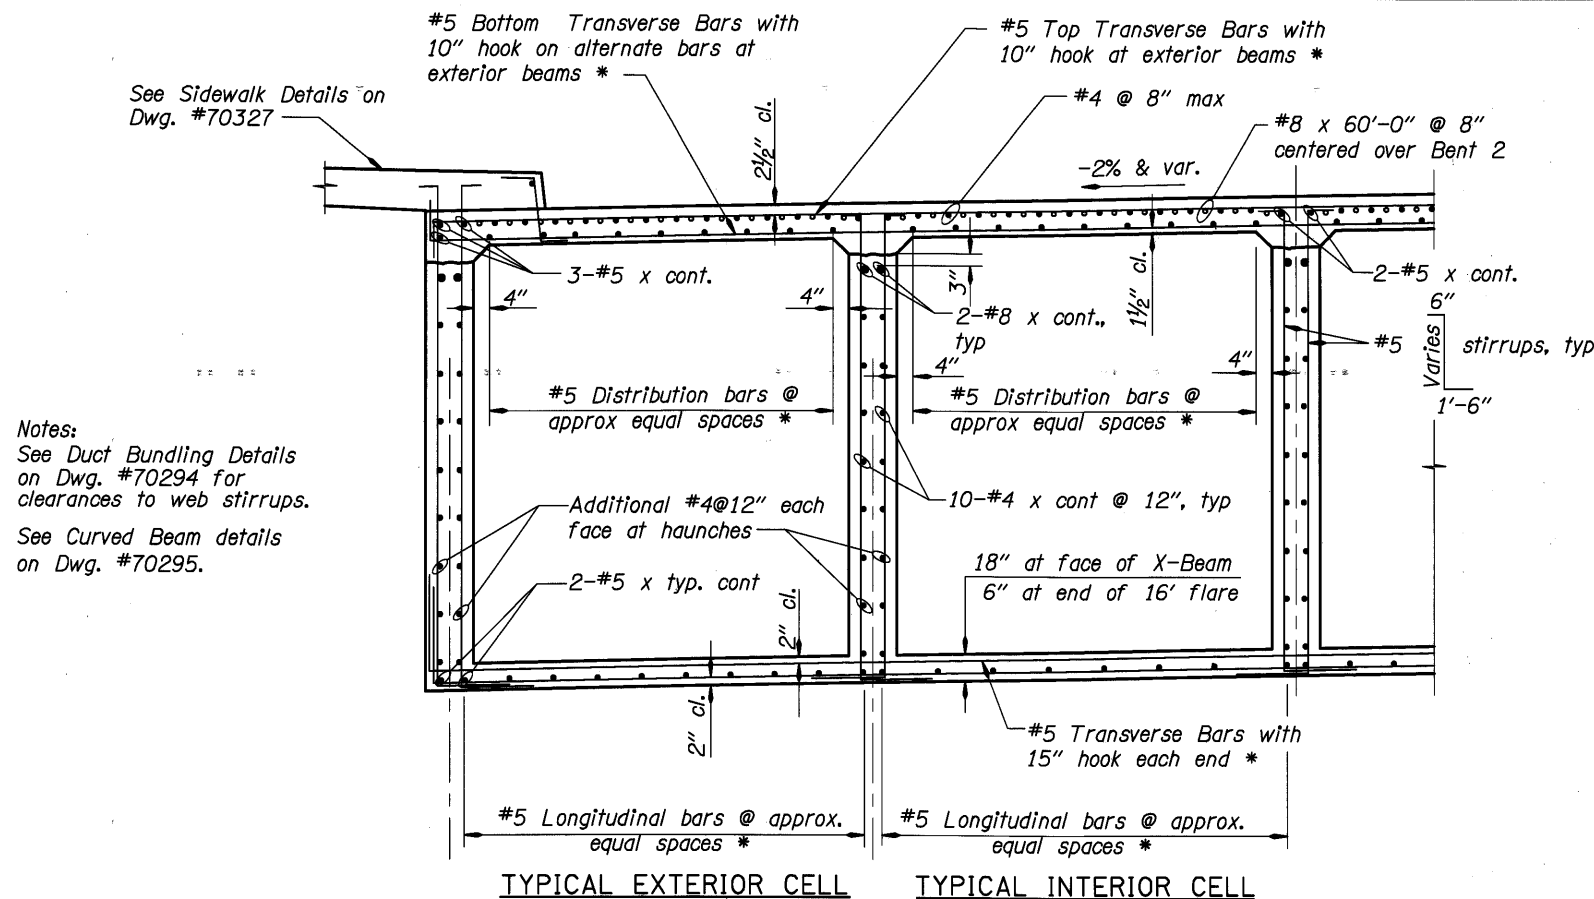 #5 Bottom Transverse Bars with
10" hook on alternate bars at
exterior beams *
#5 Top Transverse Bars with
10" hook at exterior beams *
See Sidewalk Details on
Dwg. #70327
2½" cl.
#4 @ 8" max
#8 x 60'-0" @ 8"
centered over Bent 2
-2% & var.
3-#5 x cont.
4"
4"
3"
2-#8 x cont.,
typ
1½" cl.
2-#5 x cont.
#5
Varies
6"
1'-6"
stirrups, typ
4"
4"
#5 Distribution bars @
approx equal spaces *
#5 Distribution bars @
approx equal spaces *
Notes:
See Duct Bundling Details
on Dwg. #70294 for
clearances to web stirrups.
See Curved Beam details
on Dwg. #70295.
Additional #4@12" each
face at haunches
10-#4 x cont @ 12", typ
2-#5 x typ. cont
18" at face of X-Beam
6" at end of 16' flare
2" cl.
2" cl.
#5 Transverse Bars with
15" hook each end *
#5 Longitudinal bars @ approx.
equal spaces *
#5 Longitudinal bars @ approx.
equal spaces *
TYPICAL EXTERIOR CELL
TYPICAL INTERIOR CELL